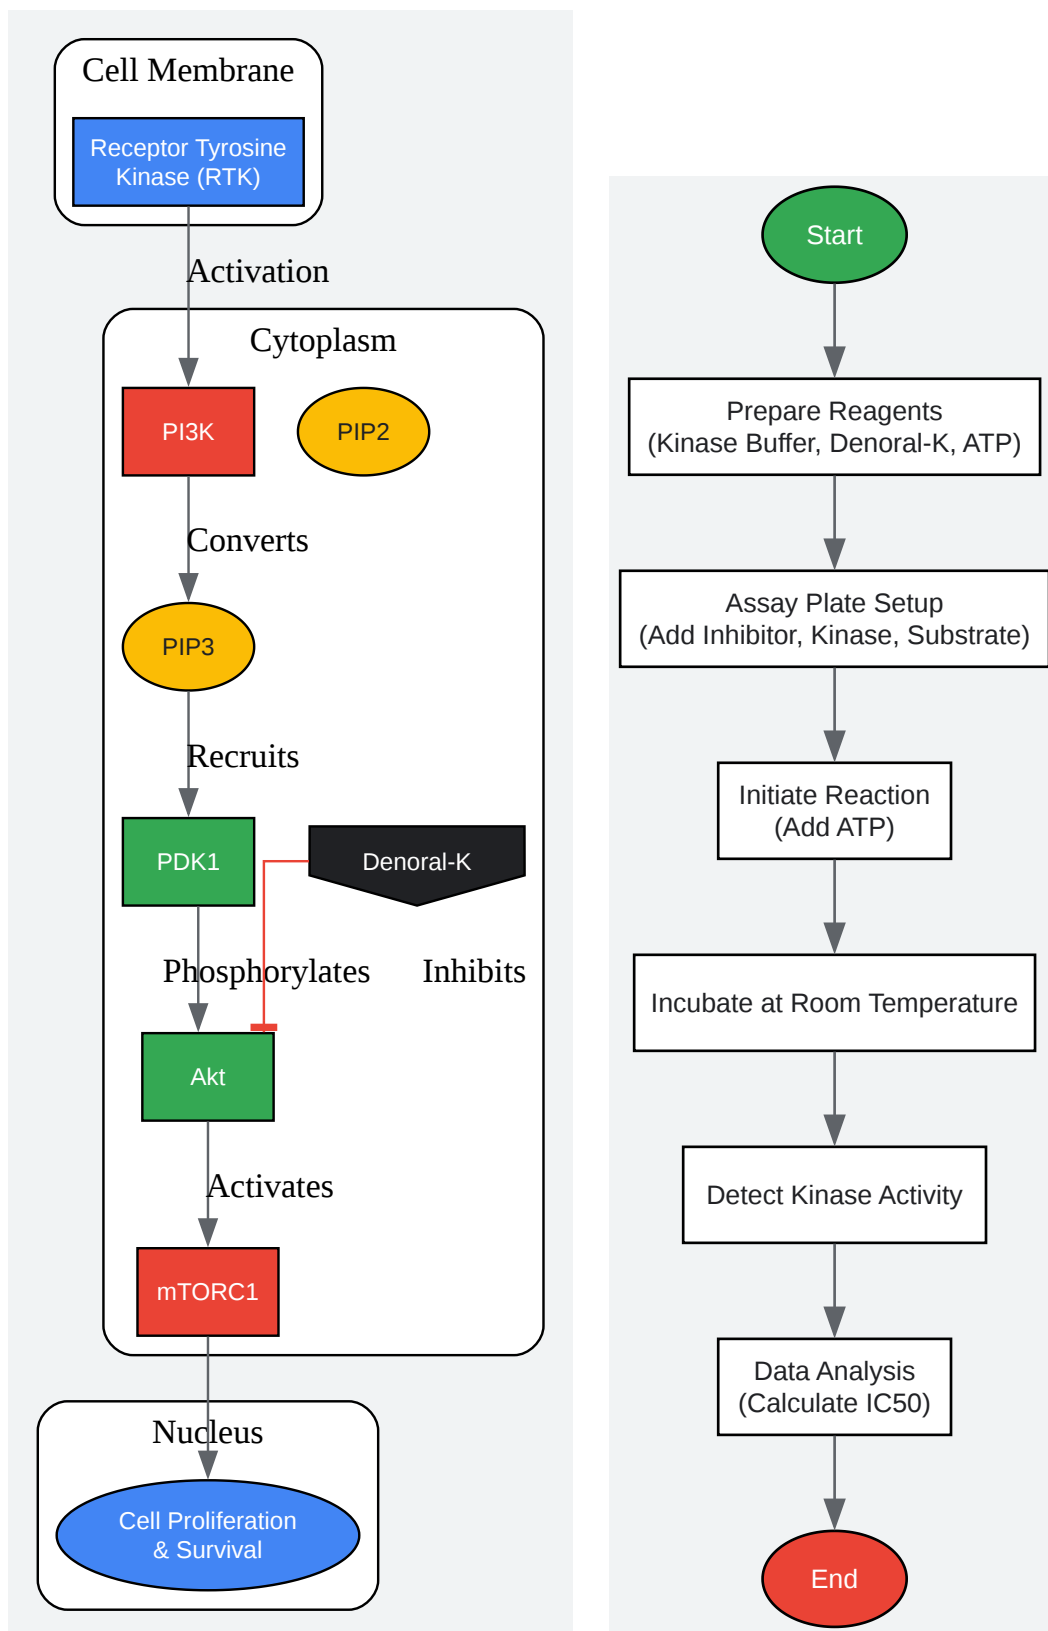 Cell Membrane
Receptor Tyrosine
Kinase (RTK)
Activation
Cytoplasm
PI3K
PIP2
Converts
PIP3
Recruits
PDK1
Denoral-K
Phosphorylates
Inhibits
Akt
Activates
mTORC1
Nucleus
Cell Proliferation
& Survival
Start
Prepare Reagents
(Kinase Buffer, Denoral-K, ATP)
Assay Plate Setup
(Add Inhibitor, Kinase, Substrate)
Initiate Reaction
(Add ATP)
Incubate at Room Temperature
Detect Kinase Activity
Data Analysis
(Calculate IC50)
End